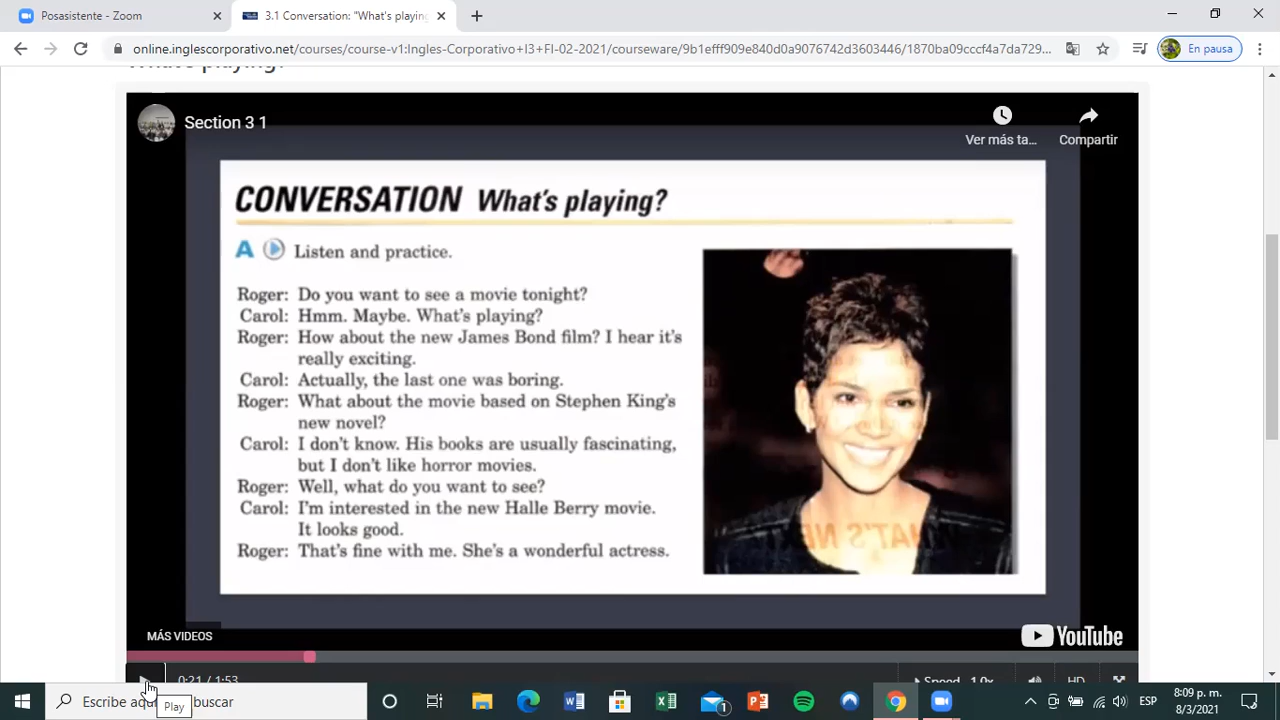 Posasistente - Zoom
3.1 Conversation: "What's playing
online.inglescorporativo.net/courses/course-v1:Ingles-Corporativo+I3+FI-02-2021/courseware/9b1efff909e840d0a9076742d3603446/1870ba09cccf4a7da729...
En pausa
What's playing?
Section 3 1
Ver más ta...
Compartir
CONVERSATION What's playing?
A Listen and practice.
Roger: Do you want to see a movie tonight?
Carol: Hmm. Maybe. What's playing?
Roger: How about the new James Bond film? I hear it's
really exciting.
Carol: Actually, the last one was boring.
Roger: What about the movie based on Stephen King's
new novel?
Carol: I don't know. His books are usually fascinating,
but I don't like horror movies.
Roger: Well, what do you want to see?
Carol: I'm interested in the new Halle Berry movie.
It looks good.
Roger: That's fine with me. She's a wonderful actress.
WHAT'S NE
MÁS VIDEOS
YouTube
0:21 / 1:53
Speed 1.0x
HD
Play
Escribe aquí buscar
1
ESP
8:09 p. m.
8/3/2021